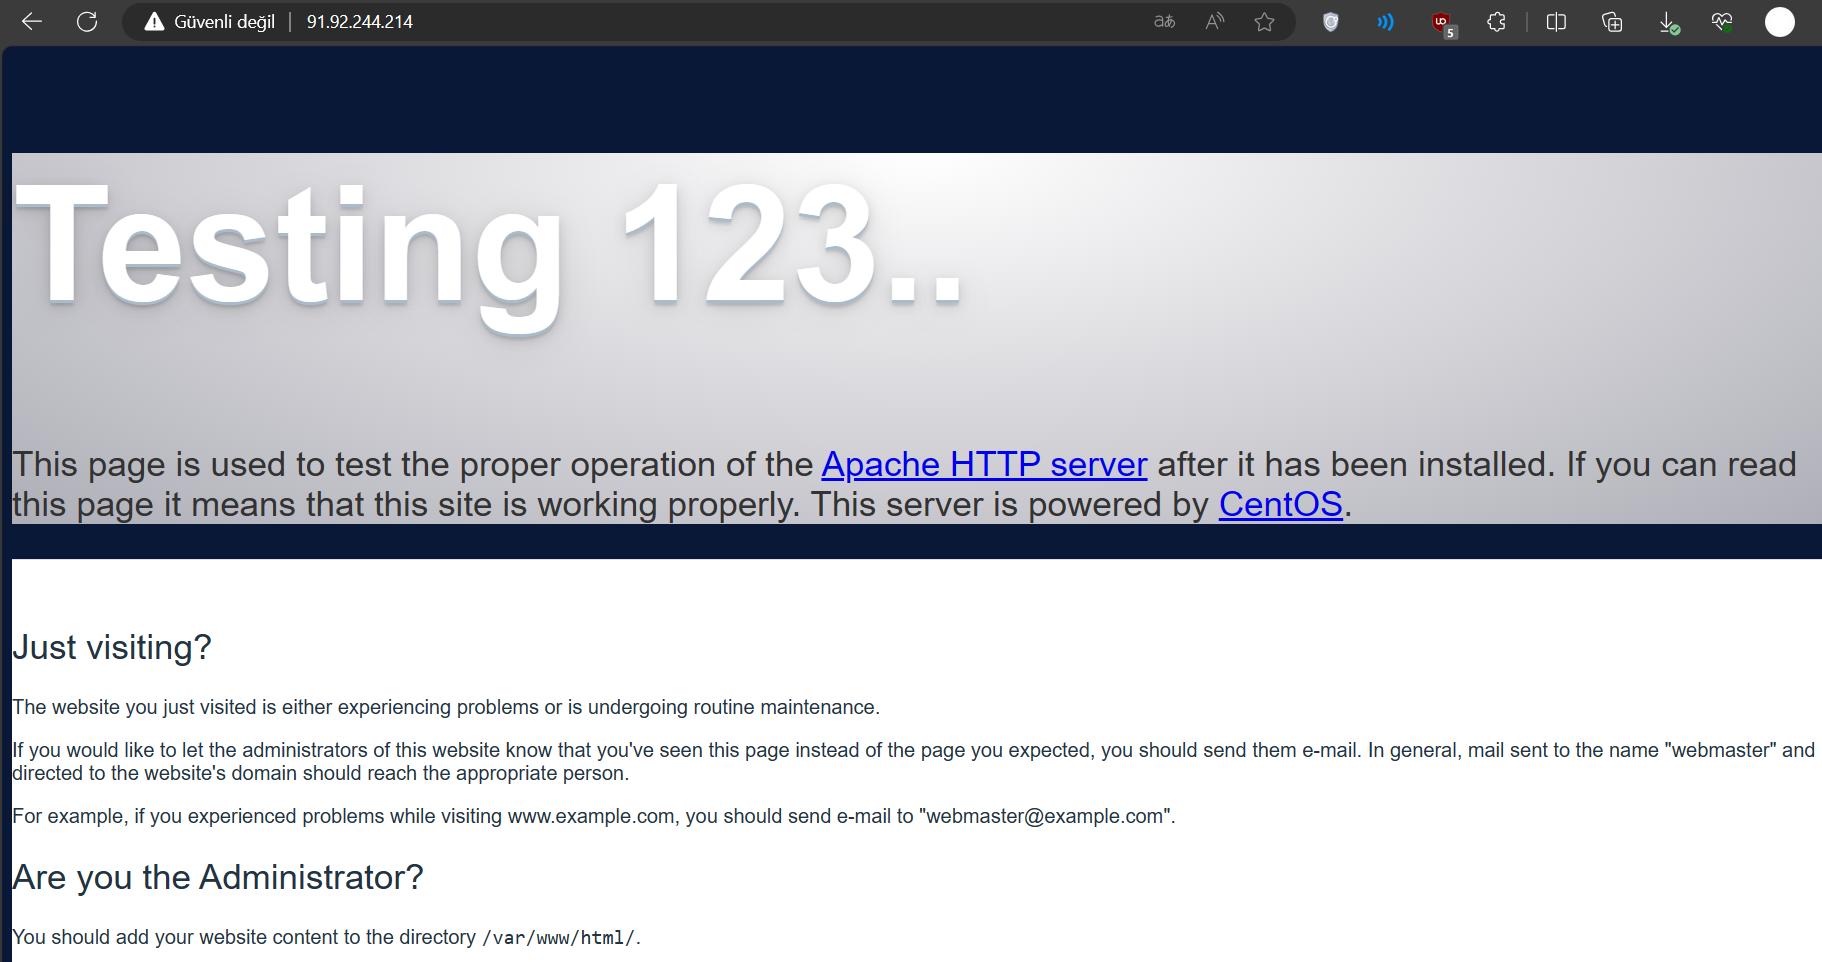 Güvenli değil
91.92.244.214
5
Testing 123..
This page is used to test the proper operation of the Apache HTTP server after it has been installed. If you can read
this page it means that this site is working properly. This server is powered by CentOS.
Just visiting?
The website you just visited is either experiencing problems or is undergoing routine maintenance.
If you would like to let the administrators of this website know that you've seen this page instead of the page you expected, you should send them e-mail. In general, mail sent to the name "webmaster" and
directed to the website's domain should reach the appropriate person.
For example, if you experienced problems while visiting www.example.com, you should send e-mail to "webmaster@example.com".
Are you the Administrator?
You should add your website content to the directory /var/www/html/.